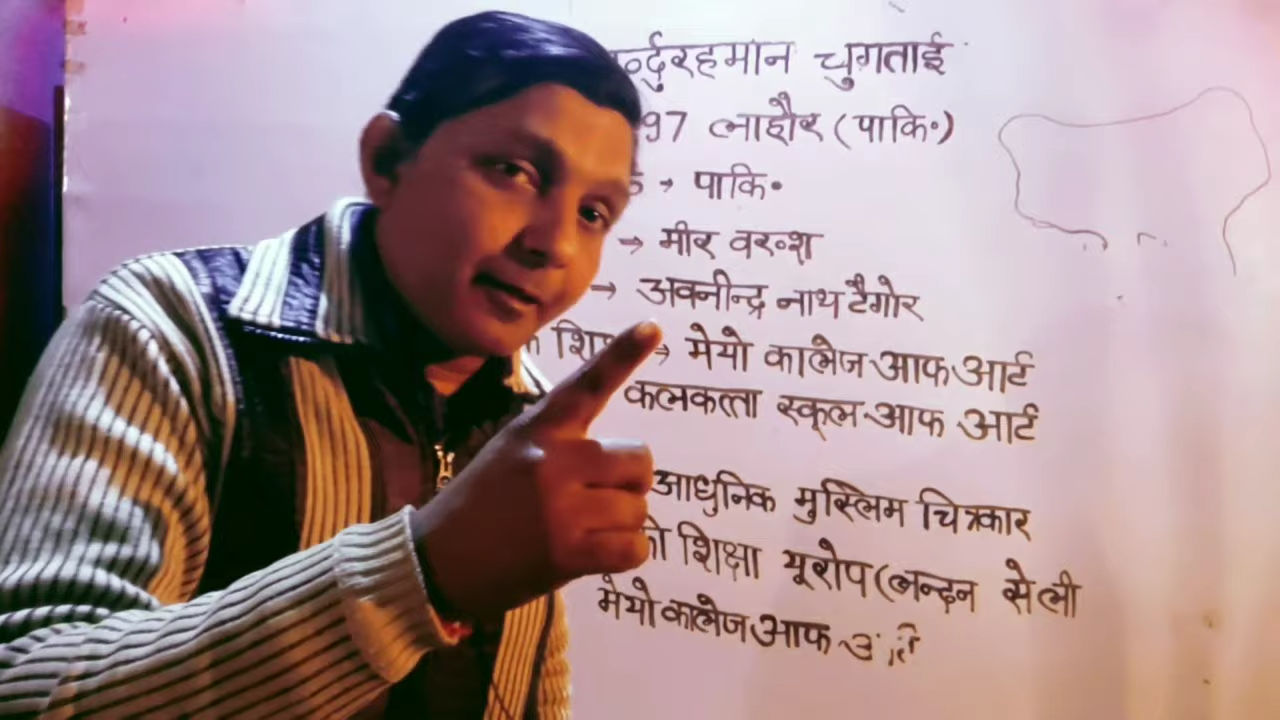 र्व्दुरहमान चुगताई
97 लाहौर (पाकि॰)
→ पाकि॰
→ मीर वख्श
→ अवनीन्द्र नाथ टैगोर
→ मेयो कालेज आफ आर्ट
कलकत्ता स्कूल आफ आर्ट
आधुनिक मुस्लिम चित्रकार
की शिक्षा यूरोप (लन्दन से ली
मेयो कालेज आफ